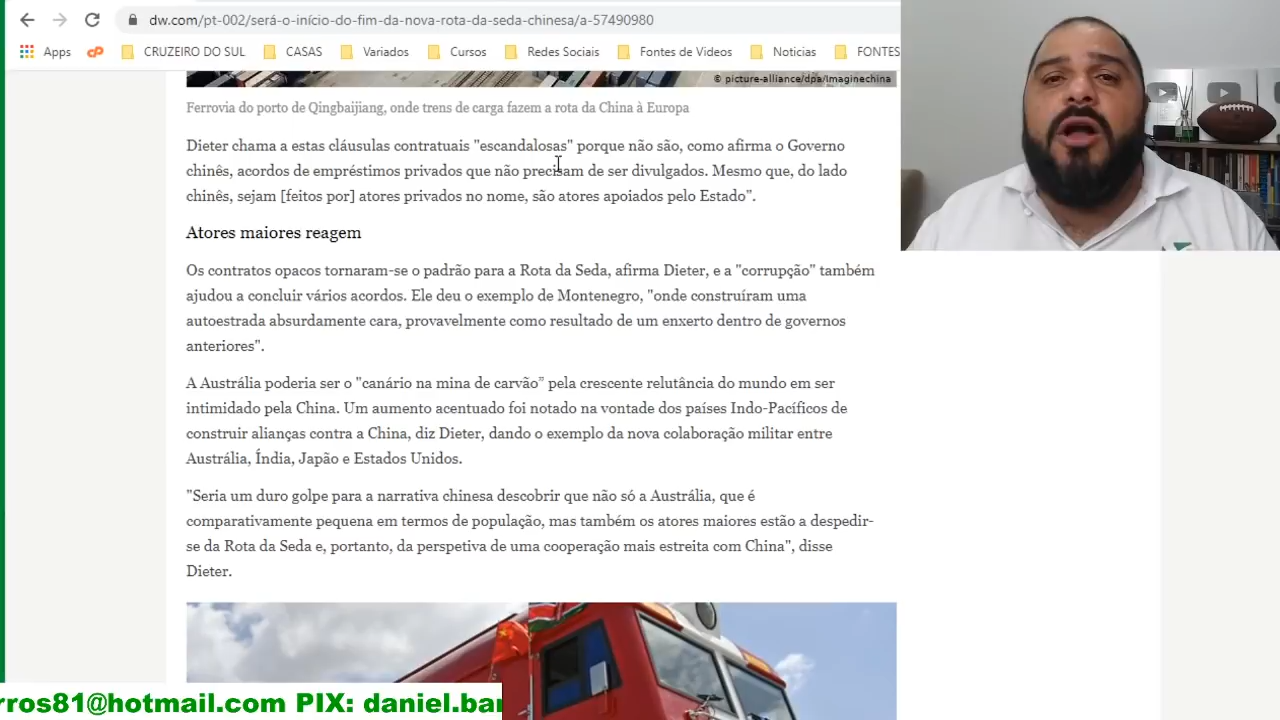 dw.com/pt-002/será-o-início-do-fim-da-nova-rota-da-seda-chinesa/a-57490980
Apps CRUZEIRO DO SUL CASAS Variados Cursos Redes Sociais Fontes de Videos Noticias FONTES
© picture-alliance/dpa/Imaginechina
Ferrovia do porto de Qingbaijiang, onde trens de carga fazem a rota da China à Europa
Dieter chama a estas cláusulas contratuais "escandalosas" porque não são, como afirma o Governo
chinês, acordos de empréstimos privados que não precisam de ser divulgados. Mesmo que, do lado
chinês, sejam [feitos por] atores privados no nome, são atores apoiados pelo Estado”.
Atores maiores reagem
Os contratos opacos tornaram-se o padrão para a Rota da Seda, afirma Dieter, e a "corrupção" também
ajudou a concluir vários acordos. Ele deu o exemplo de Montenegro, "onde construíram uma
autoestrada absurdamente cara, provavelmente como resultado de um enxerto dentro de governos
anteriores".
A Austrália poderia ser o "canário na mina de carvão” pela crescente relutância do mundo em ser
intimidado pela China. Um aumento acentuado foi notado na vontade dos países Indo-Pacíficos de
construir alianças contra a China, diz Dieter, dando o exemplo da nova colaboração militar entre
Austrália, Índia, Japão e Estados Unidos.
"Seria um duro golpe para a narrativa chinesa descobrir que não só a Austrália, que é
comparativamente pequena em termos de população, mas também os atores maiores estão a despedir-
se da Rota da Seda e, portanto, da perspetiva de uma cooperação mais estreita com China", disse
Dieter.
rros81@hotmail.com PIX: daniel.bar